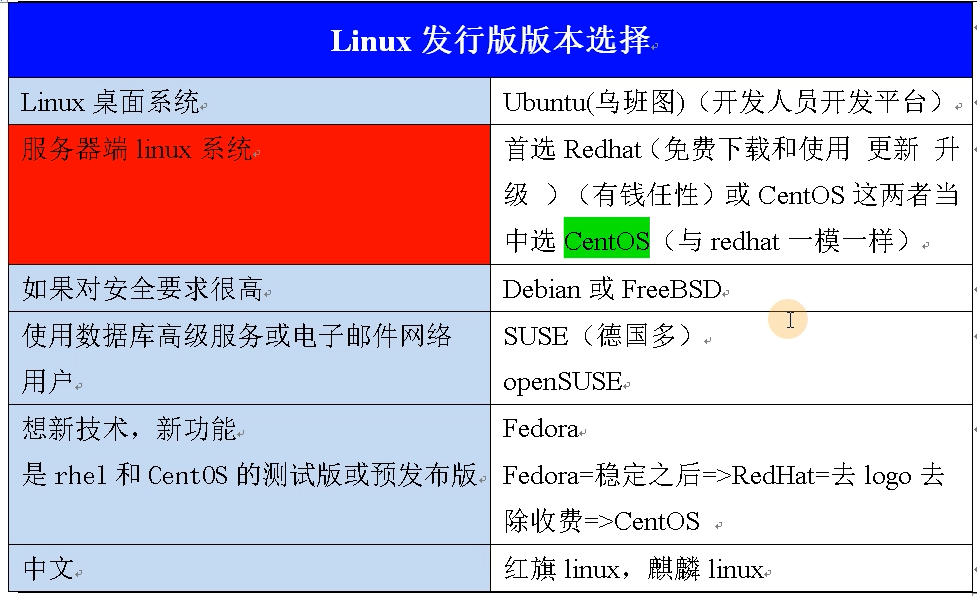 Linux 发行版版本选择
Linux 桌面系统
Ubuntu(乌班图)（开发人员开发平台）
服务器端 linux 系统
首选 Redhat（免费下载和使用 更新 升
级 ）（有钱任性）或 CentOS 这两者当
中选 CentOS（与 redhat 一模一样）
如果对安全要求很高
Debian 或 FreeBSD
使用数据库高级服务或电子邮件网络
用户
SUSE（德国多）
openSUSE
想新技术，新功能
是 rhel 和 CentOS 的测试版或预发布版
Fedora
Fedora=稳定之后=>RedHat=去 logo 去
除收费=>CentOS
中文
红旗 linux，麒麟 linux